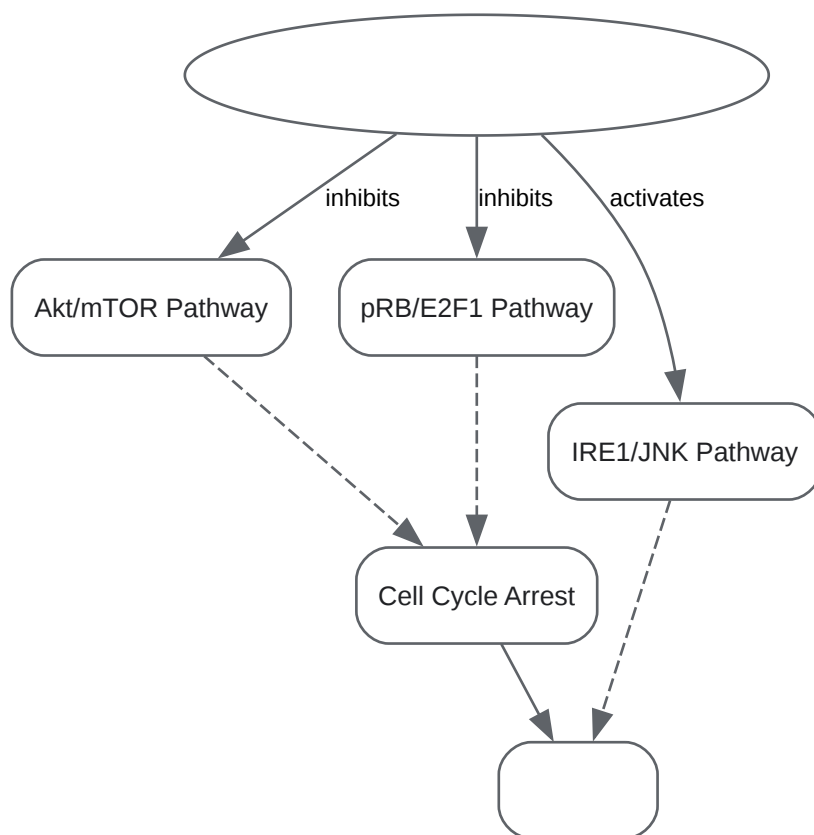 inhibits
inhibits
activates
Akt/mTOR Pathway
pRB/E2F1 Pathway
IRE1/JNK Pathway
Cell Cycle Arrest